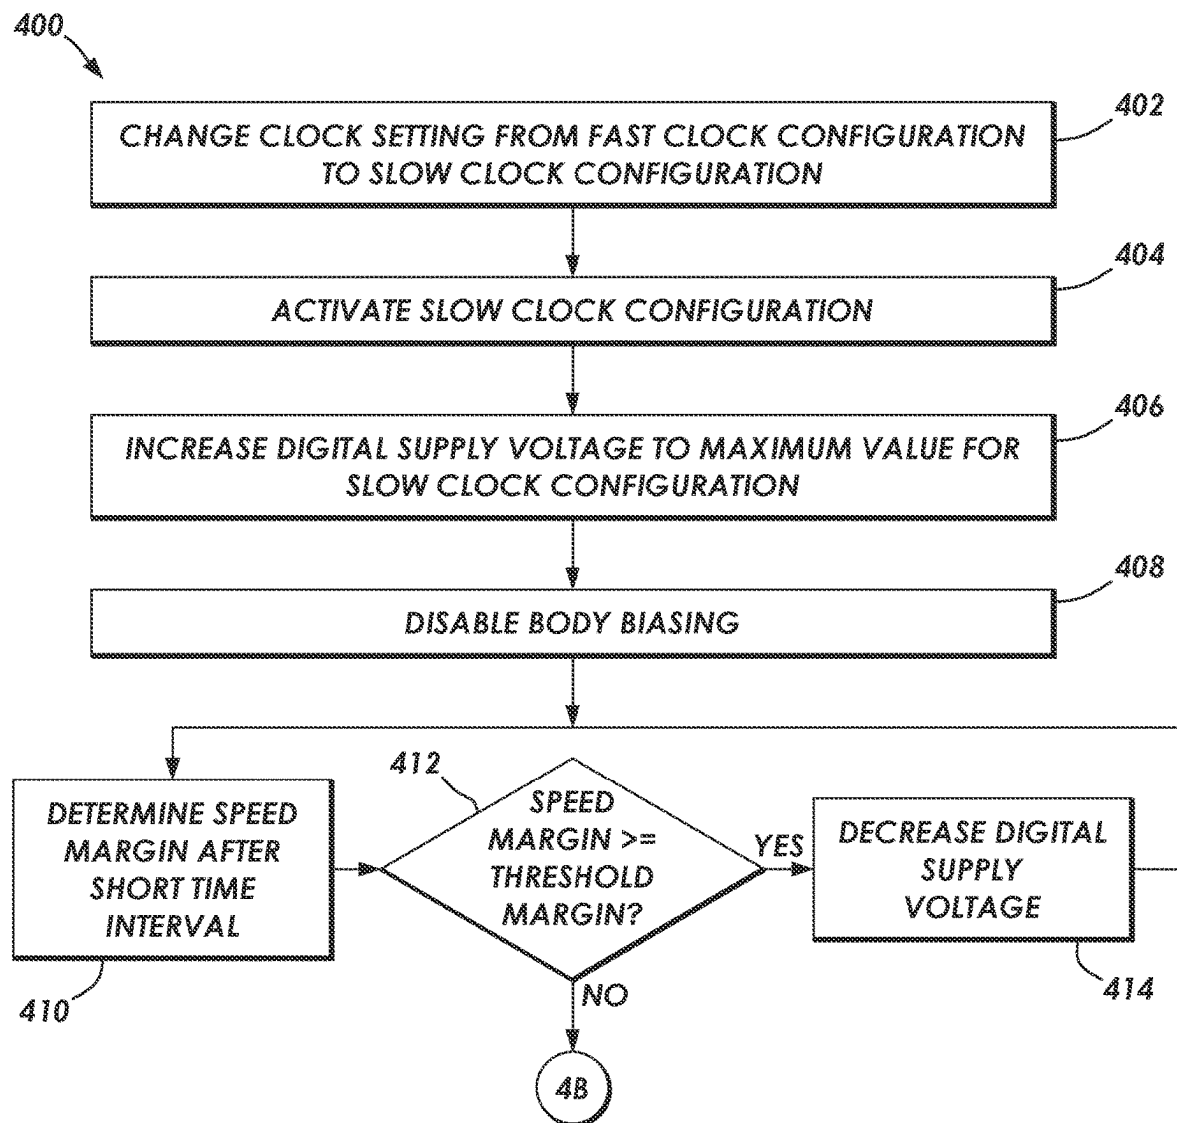 400
CHANGE CLOCK SETTING FROM FAST CLOCK CONFIGURATION
TO SLOW CLOCK CONFIGURATION
402
ACTIVATE SLOW CLOCK CONFIGURATION
404
INCREASE DIGITAL SUPPLY VOLTAGE TO MAXIMUM VALUE FOR
SLOW CLOCK CONFIGURATION
406
DISABLE BODY BIASING
408
DETERMINE SPEED
MARGIN AFTER
SHORT TIME
INTERVAL
410
412
SPEED
MARGIN >=
THRESHOLD
MARGIN?
YES
DECREASE DIGITAL
SUPPLY
VOLTAGE
414
NO
4B